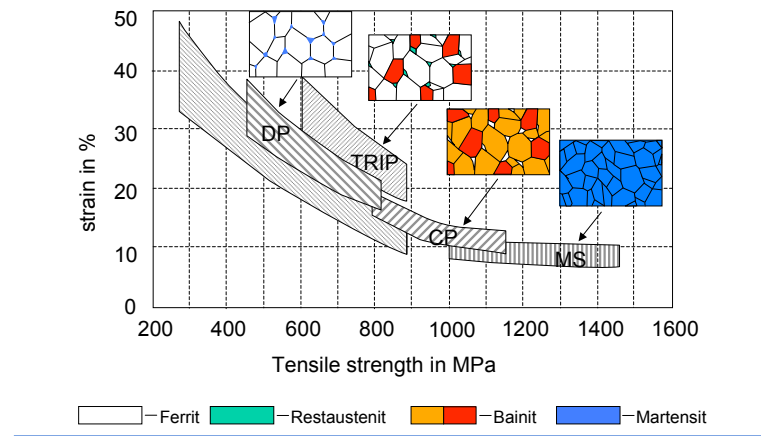 50
40
30
20
10
0
strain in %
DP
TRIP
CP
MS
200 400 600 800 1000 1200 1400 1600
Tensile strength in MPa
Ferrit Restaustenit Bainit Martensit